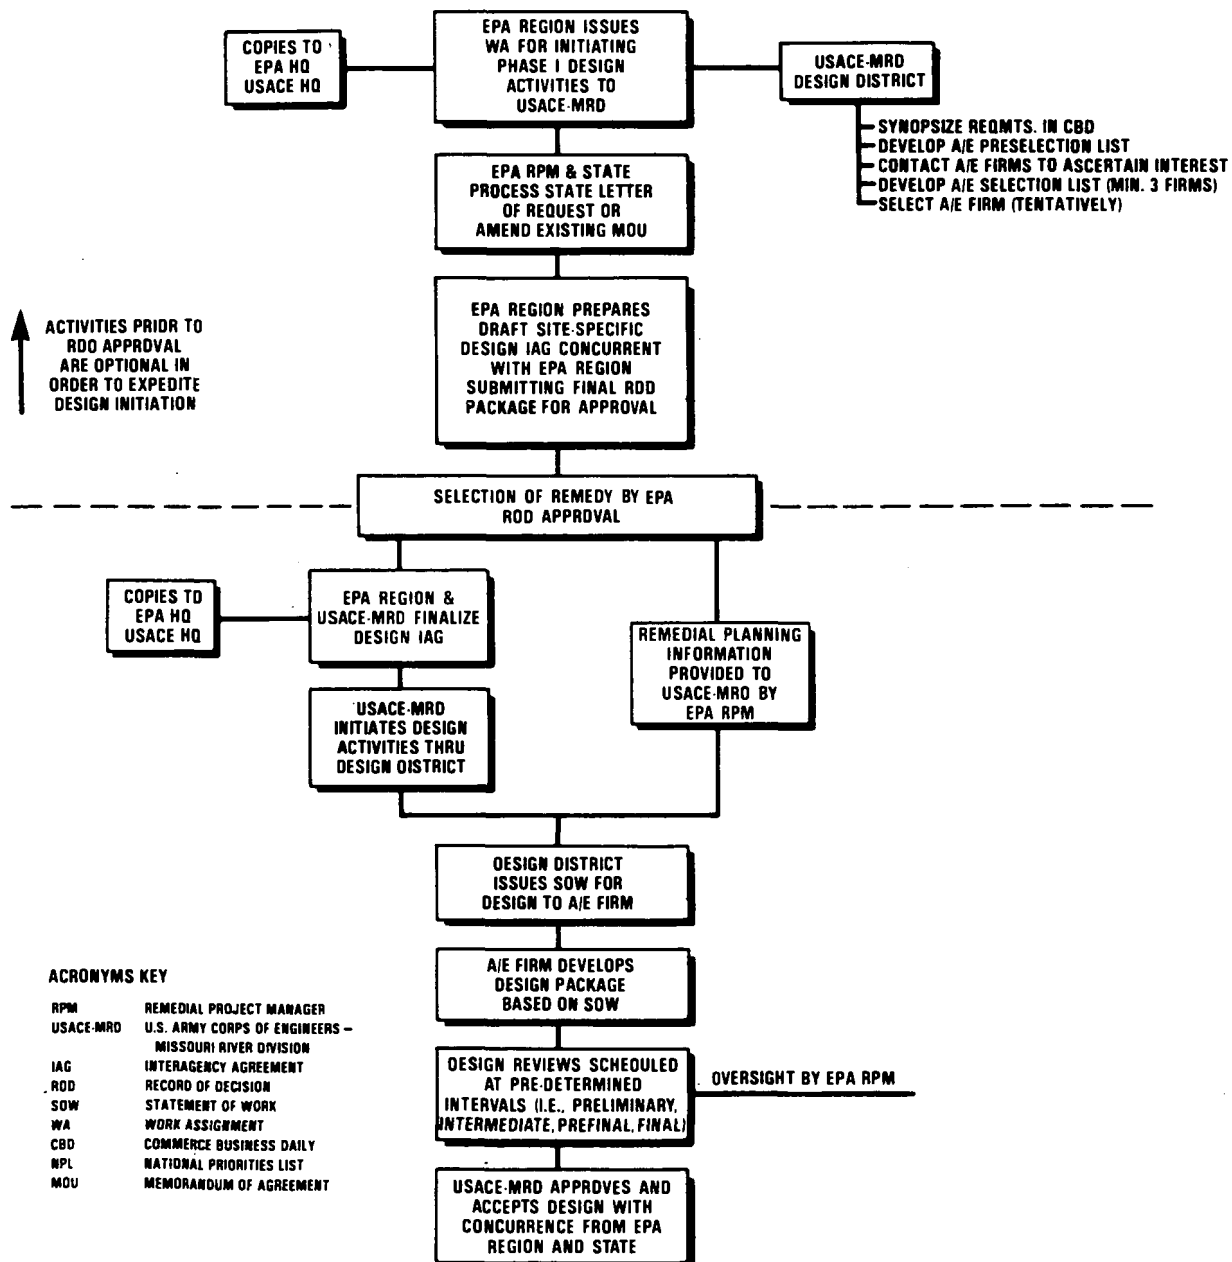 EPA REGION ISSUES
WA FOR INITIATING
PHASE I DESIGN
ACTIVITIES TO
USACE-MRD
COPIES TO
EPA HQ
USACE HQ
USACE-MRD
DESIGN DISTRICT
SYNOPSIZE REQMTS. IN CBD
DEVELOP A/E PRESELECTION LIST
CONTACT A/E FIRMS TO ASCERTAIN INTEREST
DEVELOP A/E SELECTION LIST (MIN. 3 FIRMS)
SELECT A/E FIRM (TENTATIVELY)
EPA RPM & STATE
PROCESS STATE LETTER
OF REQUEST OR
AMEND EXISTING MOU
EPA REGION PREPARES
DRAFT SITE-SPECIFIC
DESIGN IAG CONCURRENT
WITH EPA REGION
SUBMITTING FINAL ROD
PACKAGE FOR APPROVAL
ACTIVITIES PRIOR TO
ROD APPROVAL
ARE OPTIONAL IN
ORDER TO EXPEDITE
DESIGN INITIATION
SELECTION OF REMEDY BY EPA
ROD APPROVAL
COPIES TO
EPA HQ
USACE HQ
EPA REGION &
USACE-MRD FINALIZE
DESIGN IAG
REMEDIAL PLANNING
INFORMATION
PROVIDED TO
USACE-MRD BY
EPA RPM
USACE-MRD
INITIATES DESIGN
ACTIVITIES THRU
DESIGN DISTRICT
DESIGN DISTRICT
ISSUES SOW FOR
DESIGN TO A/E FIRM
A/E FIRM DEVELOPS
DESIGN PACKAGE
BASED ON SOW
DESIGN REVIEWS SCHEDULED
AT PRE-DETERMINED
INTERVALS (I.E., PRELIMINARY,
INTERMEDIATE, PREFINAL, FINAL)
OVERSIGHT BY EPA RPM
USACE-MRD APPROVES AND
ACCEPTS DESIGN WITH
CONCURRENCE FROM EPA
REGION AND STATE
ACRONYMS KEY
RPM REMEDIAL PROJECT MANAGER
USACE-MRD U.S. ARMY CORPS OF ENGINEERS –
MISSOURI RIVER DIVISION
IAG INTERAGENCY AGREEMENT
ROD RECORD OF DECISION
SOW STATEMENT OF WORK
WA WORK ASSIGNMENT
CBD COMMERCE BUSINESS DAILY
NPL NATIONAL PRIORITIES LIST
MOU MEMORANDUM OF AGREEMENT